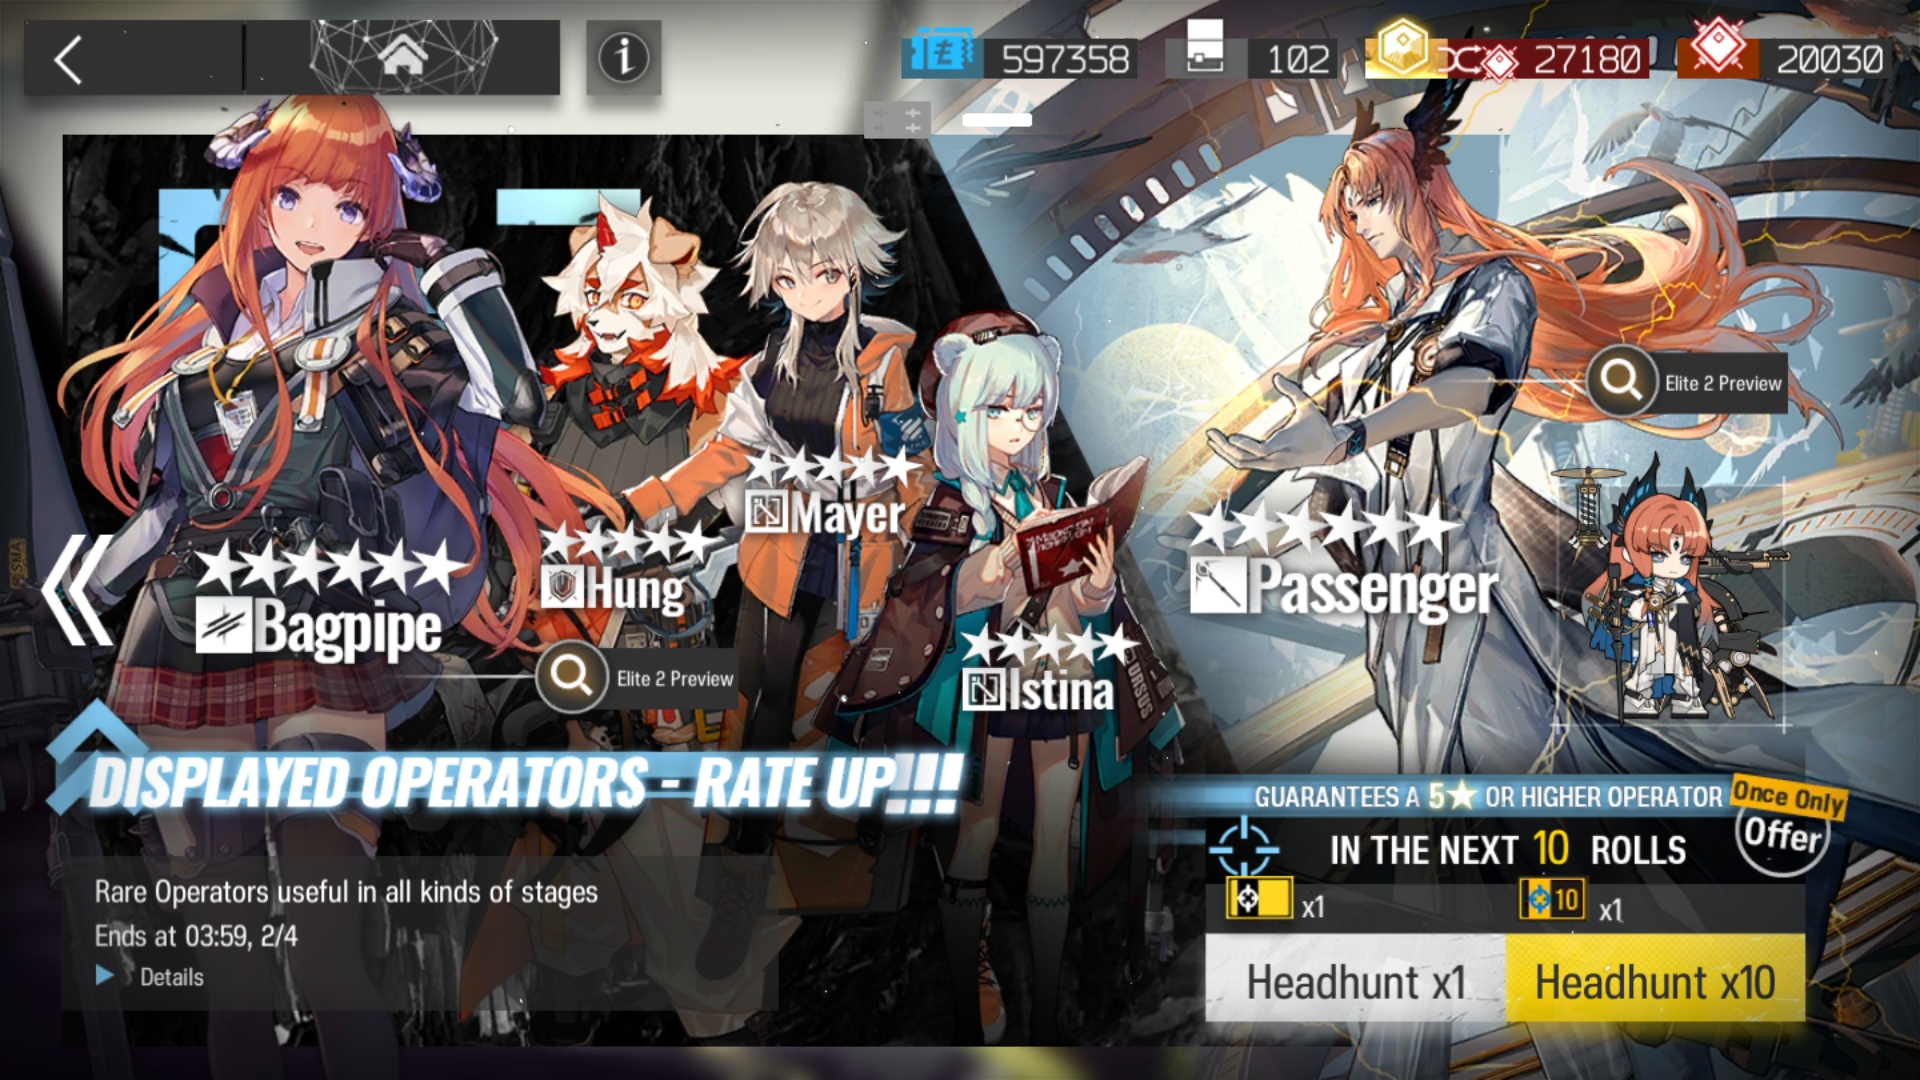 597358
102
27180
20030
Elite 2 Preview
Mayer
Hung
Bagpipe
Passenger
Istina
URSUS
Elite 2 Preview
DISPLAYED OPERATORS - RATE UP!!!
GUARANTEES A 5★ OR HIGHER OPERATOR
Once Only
Offer
IN THE NEXT 10 ROLLS
x1
10
x1
Rare Operators useful in all kinds of stages
Ends at 03:59, 2/4
Details
Headhunt x1
Headhunt x10